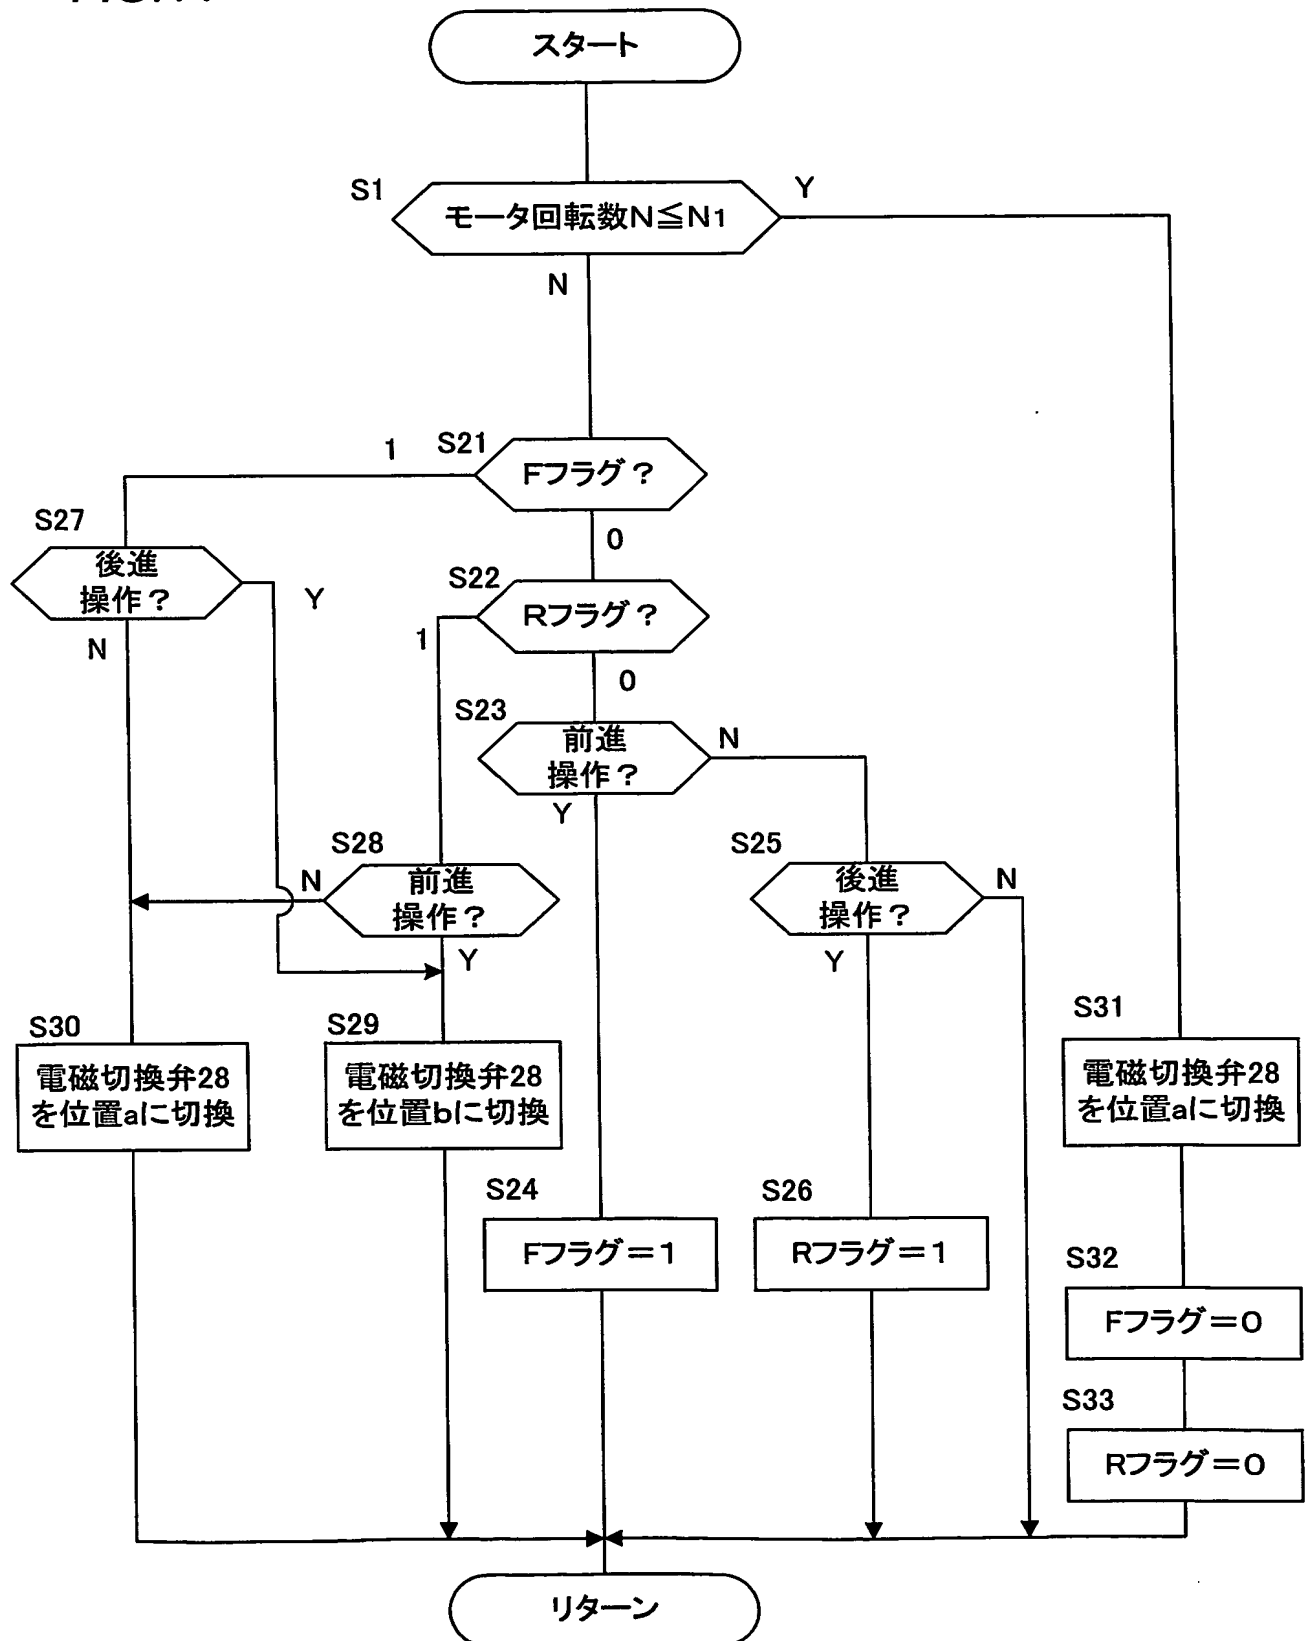 スタート
S1
モータ回転数N≦N1
Y
N
1
S21
Fフラグ？
0
S27
後進
操作？
Y
N
S22
Rフラグ？
1
0
S23
前進
操作？
N
Y
S28
前進
操作？
N
Y
S25
後進
操作？
N
Y
S30
電磁切換弁28
を位置aに切換
S29
電磁切換弁28
を位置bに切換
S31
電磁切換弁28
を位置aに切換
S24
Fフラグ＝1
S26
Rフラグ＝1
S32
Fフラグ＝0
S33
Rフラグ＝0
リターン